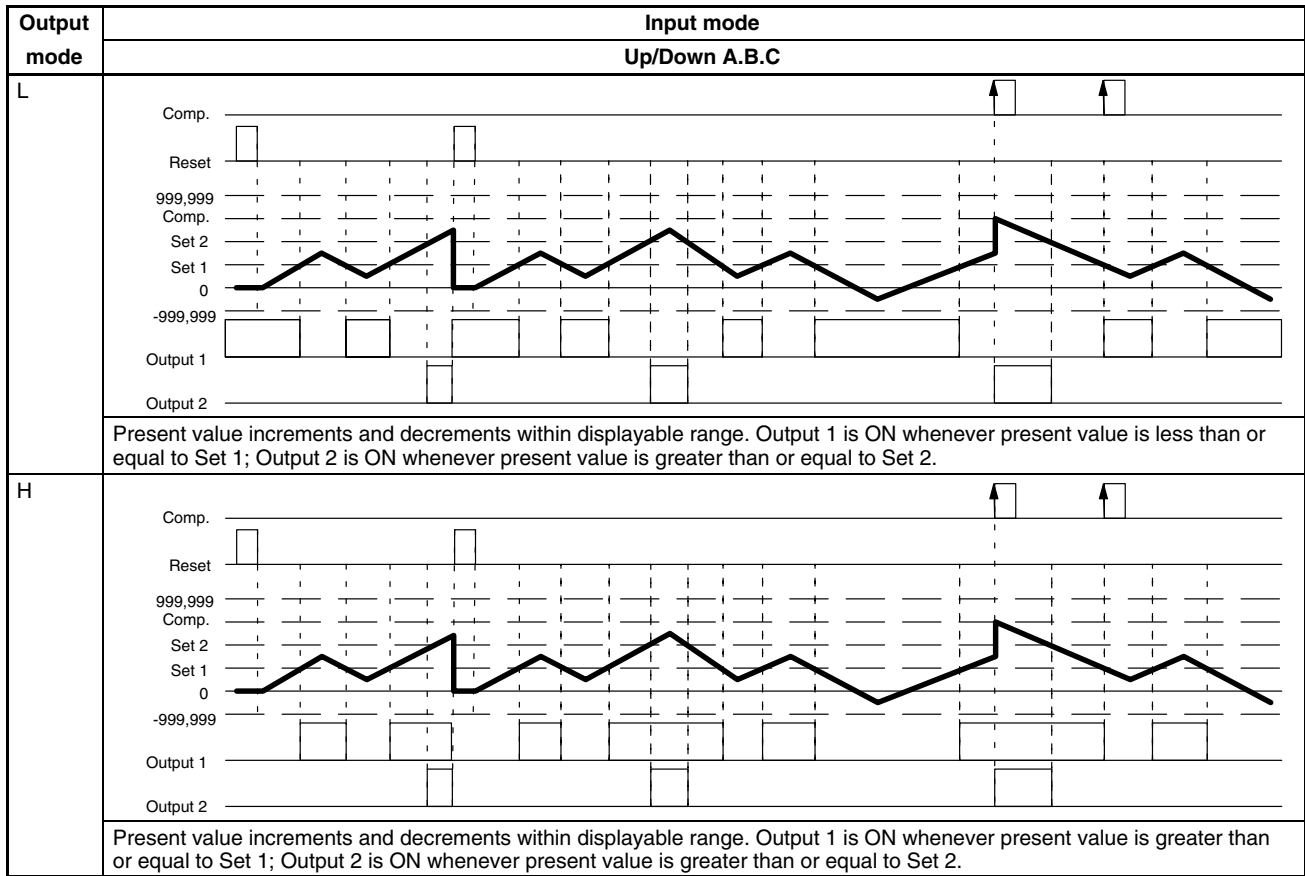 Output
mode
Input mode
Up/Down A.B.C
L
Comp.
Reset
999,999
Comp.
Set 2
Set 1
0
-999,999
Output 1
Output 2
Present value increments and decrements within displayable range. Output 1 is ON whenever present value is less than or
equal to Set 1; Output 2 is ON whenever present value is greater than or equal to Set 2.
H
Comp.
Reset
999,999
Comp.
Set 2
Set 1
0
-999,999
Output 1
Output 2
Present value increments and decrements within displayable range. Output 1 is ON whenever present value is greater than
or equal to Set 1; Output 2 is ON whenever present value is greater than or equal to Set 2.